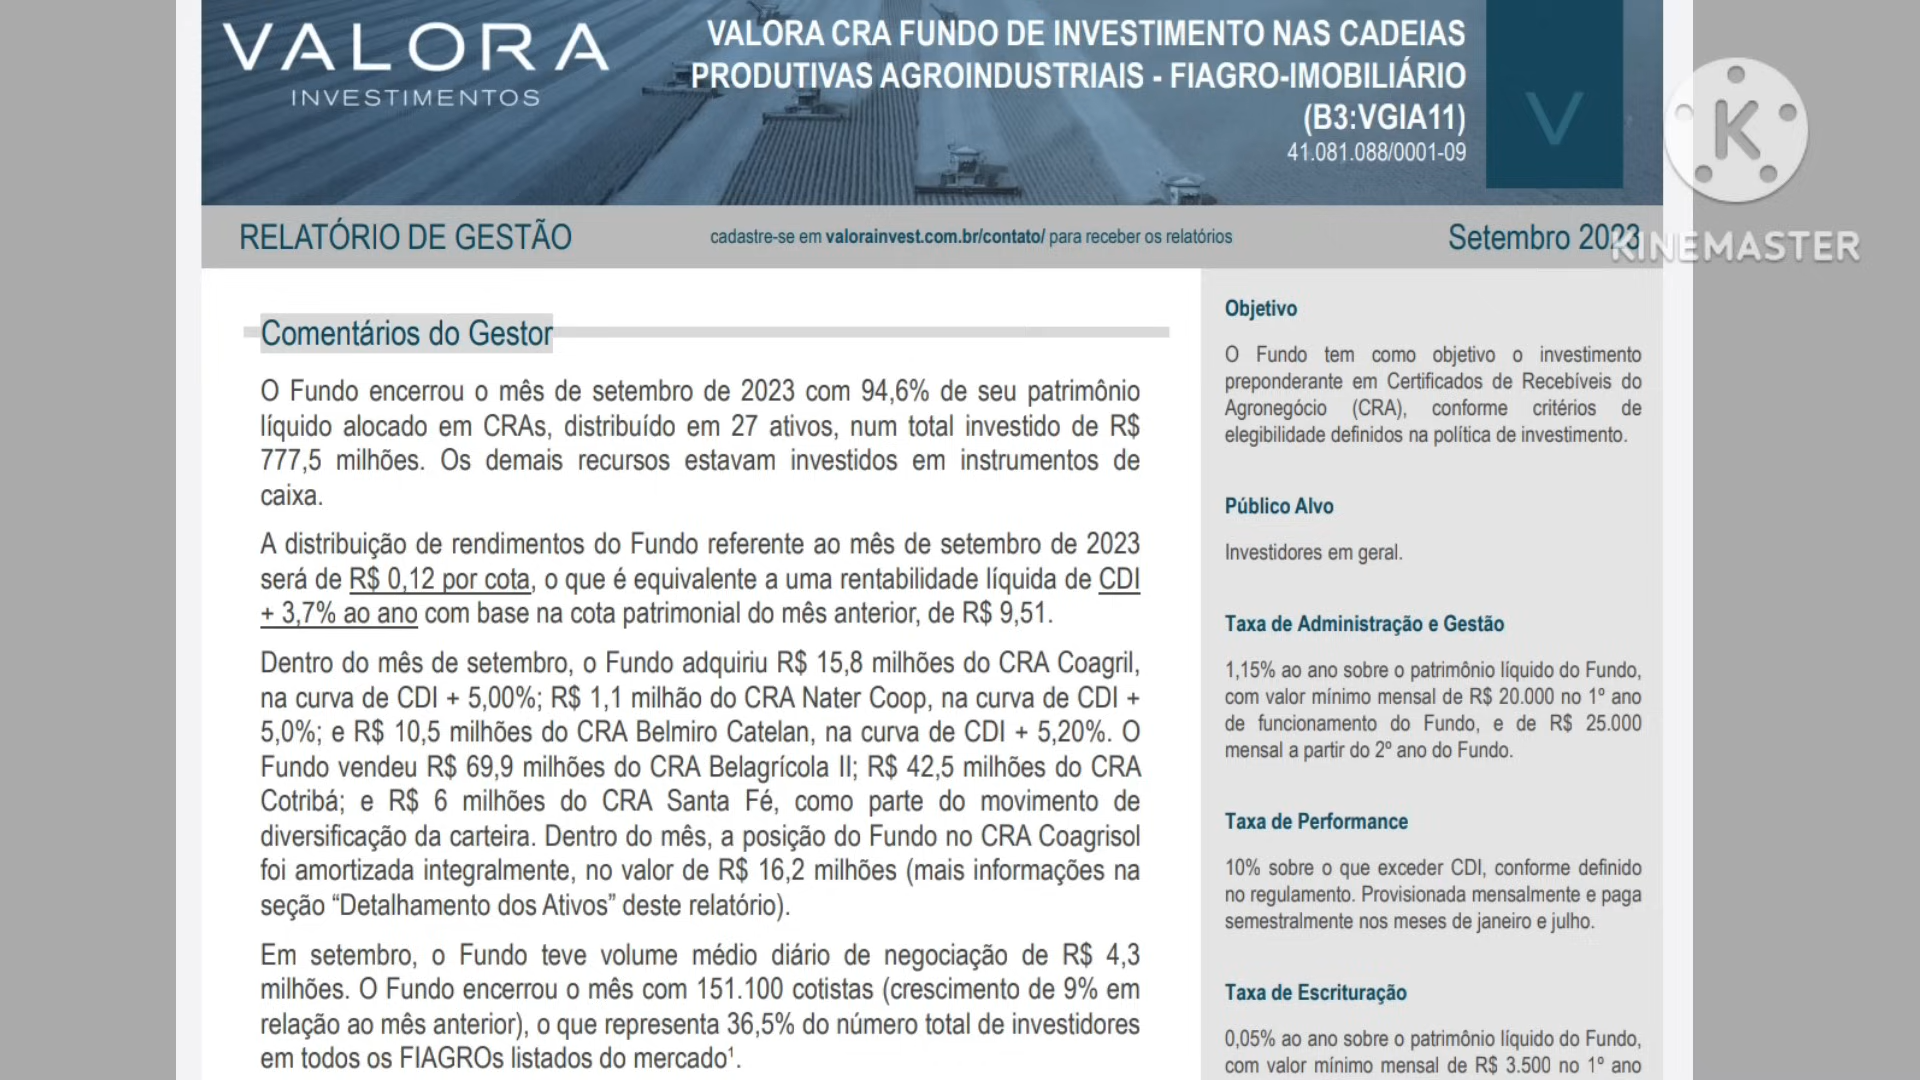 VALORA
INVESTIMENTOS
VALORA CRA FUNDO DE INVESTIMENTO NAS CADEIAS
PRODUTIVAS AGROINDUSTRIAIS - FIAGRO-IMOBILIÁRIO
(B3:VGIA11)
41.081.088/0001-09
V
K
KINEMASTER
RELATÓRIO DE GESTÃO
cadastre-se em valorainvest.com.br/contato/ para receber os relatórios
Setembro 2023
Comentários do Gestor
O Fundo encerrou o mês de setembro de 2023 com 94,6% de seu patrimônio
líquido alocado em CRAs, distribuído em 27 ativos, num total investido de R$
777,5 milhões. Os demais recursos estavam investidos em instrumentos de
caixa.
A distribuição de rendimentos do Fundo referente ao mês de setembro de 2023
será de R$ 0,12 por cota, o que é equivalente a uma rentabilidade líquida de CDI
+ 3,7% ao ano com base na cota patrimonial do mês anterior, de R$ 9,51.
Dentro do mês de setembro, o Fundo adquiriu R$ 15,8 milhões do CRA Coagril,
na curva de CDI + 5,00%; R$ 1,1 milhão do CRA Nater Coop, na curva de CDI +
5,0%; e R$ 10,5 milhões do CRA Belmiro Catelan, na curva de CDI + 5,20%. O
Fundo vendeu R$ 69,9 milhões do CRA Belagrícola II; R$ 42,5 milhões do CRA
Cotribá; e R$ 6 milhões do CRA Santa Fé, como parte do movimento de
diversificação da carteira. Dentro do mês, a posição do Fundo no CRA Coagrisol
foi amortizada integralmente, no valor de R$ 16,2 milhões (mais informações na
seção “Detalhamento dos Ativos” deste relatório).
Em setembro, o Fundo teve volume médio diário de negociação de R$ 4,3
milhões. O Fundo encerrou o mês com 151.100 cotistas (crescimento de 9% em
relação ao mês anterior), o que representa 36,5% do número total de investidores
em todos os FIAGROs listados do mercado¹.
Objetivo
O Fundo tem como objetivo o investimento
preponderante em Certificados de Recebíveis do
Agronegócio (CRA), conforme critérios de
elegibilidade definidos na política de investimento.
Público Alvo
Investidores em geral.
Taxa de Administração e Gestão
1,15% ao ano sobre o patrimônio líquido do Fundo,
com valor mínimo mensal de R$ 20.000 no 1º ano
de funcionamento do Fundo, e de R$ 25.000
mensal a partir do 2º ano do Fundo.
Taxa de Performance
10% sobre o que exceder CDI, conforme definido
no regulamento. Provisionada mensalmente e paga
semestralmente nos meses de janeiro e julho.
Taxa de Escrituração
0,05% ao ano sobre o patrimônio líquido do Fundo,
com valor mínimo mensal de R$ 3.500 no 1º ano